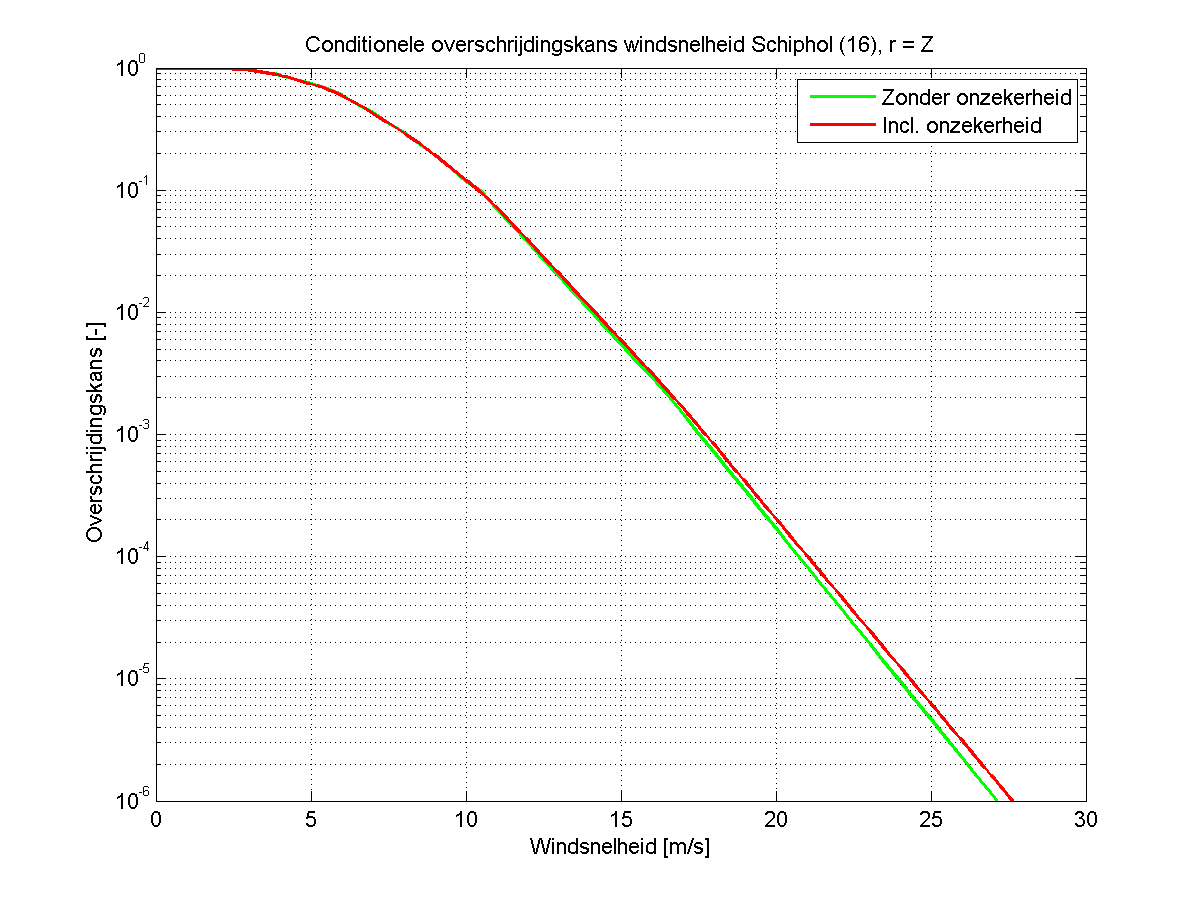 Conditionele overschrijdingskans windsnelheid Schiphol (16), r = Z
Zonder onzekerheid
Incl. onzekerheid
Overschrijdingskans [-]
10^0
10^-1
10^-2
10^-3
10^-4
10^-5
10^-6
0 5 10 15 20 25 30
Windsnelheid [m/s]